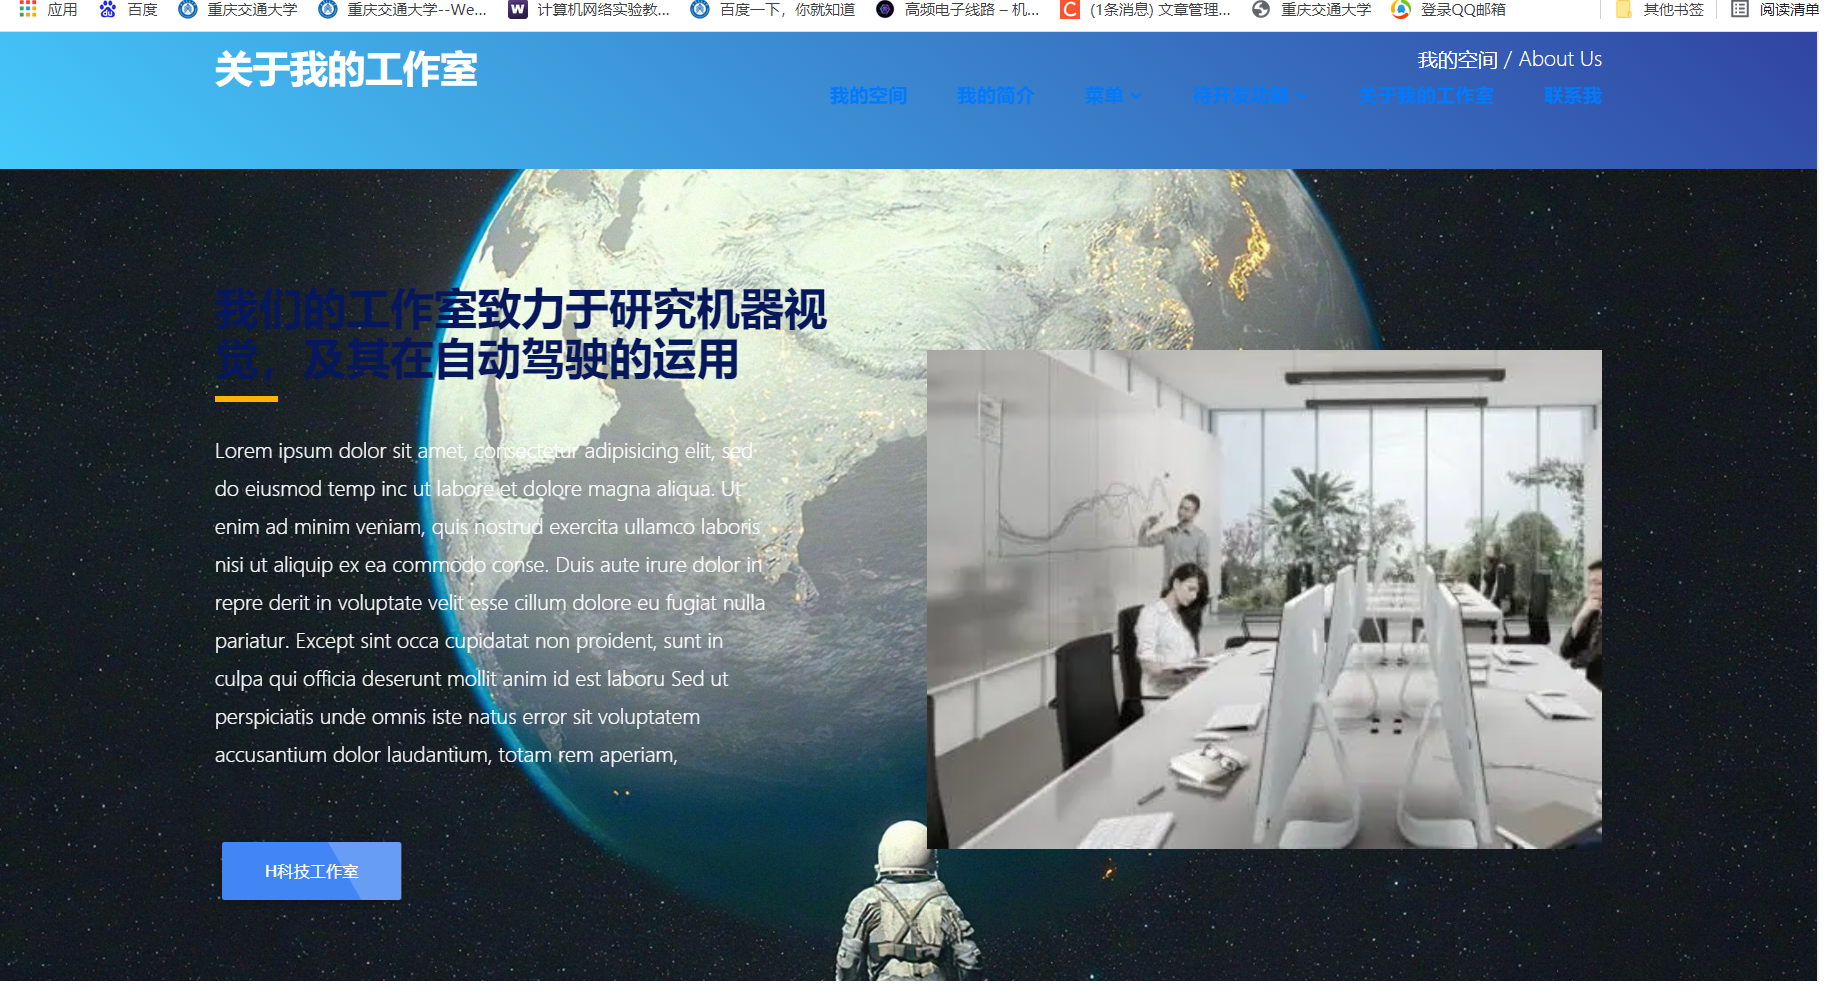 应用 百度 重庆交通大学 重庆交通大学--We... 计算机网络实验教... 百度一下，你就知道 高频电子线路 – 机... (1条消息) 文章管理... 重庆交通大学 登录QQ邮箱 其他书签 阅读清单
关于我的工作室
我的空间 / About Us
我的空间 我的简介 菜单 待开发功能 关于我的工作室 联系我
我们的工作室致力于研究机器视
觉，及其在自动驾驶的运用
Lorem ipsum dolor sit amet, consectetur adipisicing elit, sed
do eiusmod temp inc ut labore et dolore magna aliqua. Ut
enim ad minim veniam, quis nostrud exercita ullamco laboris
nisi ut aliquip ex ea commodo conse. Duis aute irure dolor in
repre derit in voluptate velit esse cillum dolore eu fugiat nulla
pariatur. Except sint occa cupidatat non proident, sunt in
culpa qui officia deserunt mollit anim id est laboru Sed ut
perspiciatis unde omnis iste natus error sit voluptatem
accusantium dolor laudantium, totam rem aperiam,
H科技工作室